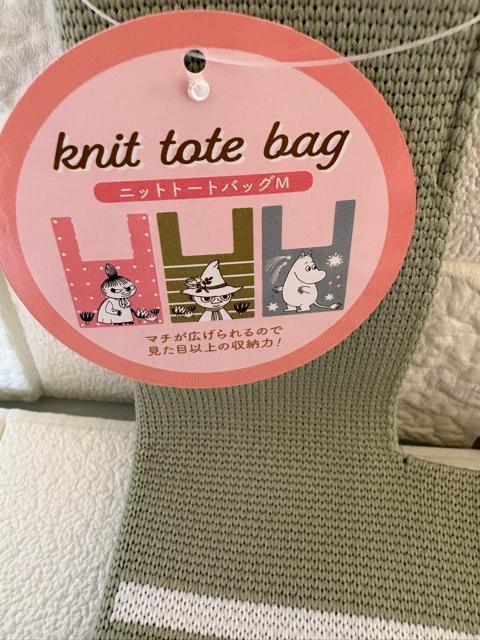 knit tote bag
ニットトートバッグM
マチが広げられるので
見た目以上の収納力！